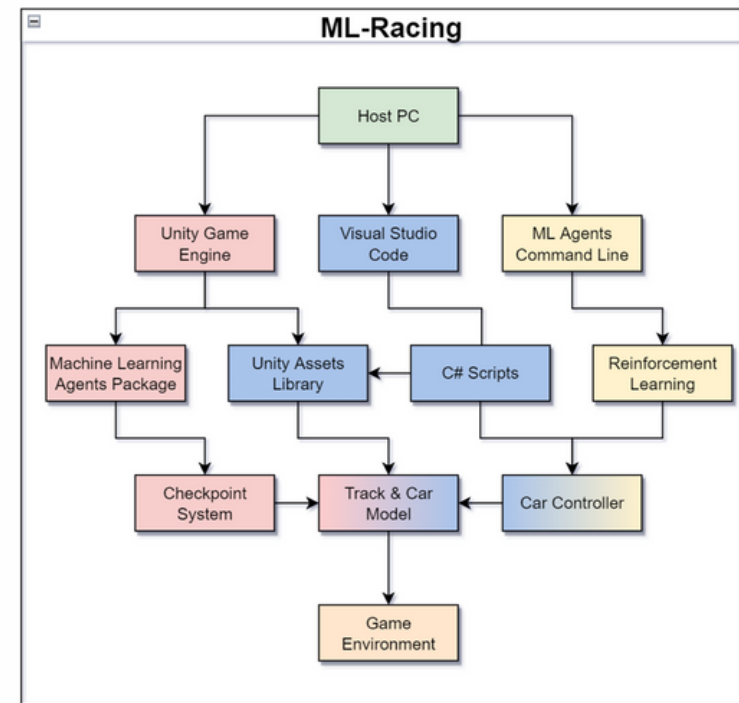 ML-Racing
Host PC
Unity Game
Engine
Visual Studio
Code
ML Agents
Command Line
Machine Learning
Agents Package
Unity Assets
Library
C# Scripts
Reinforcement
Learning
Checkpoint
System
Track & Car
Model
Car Controller
Game
Environment